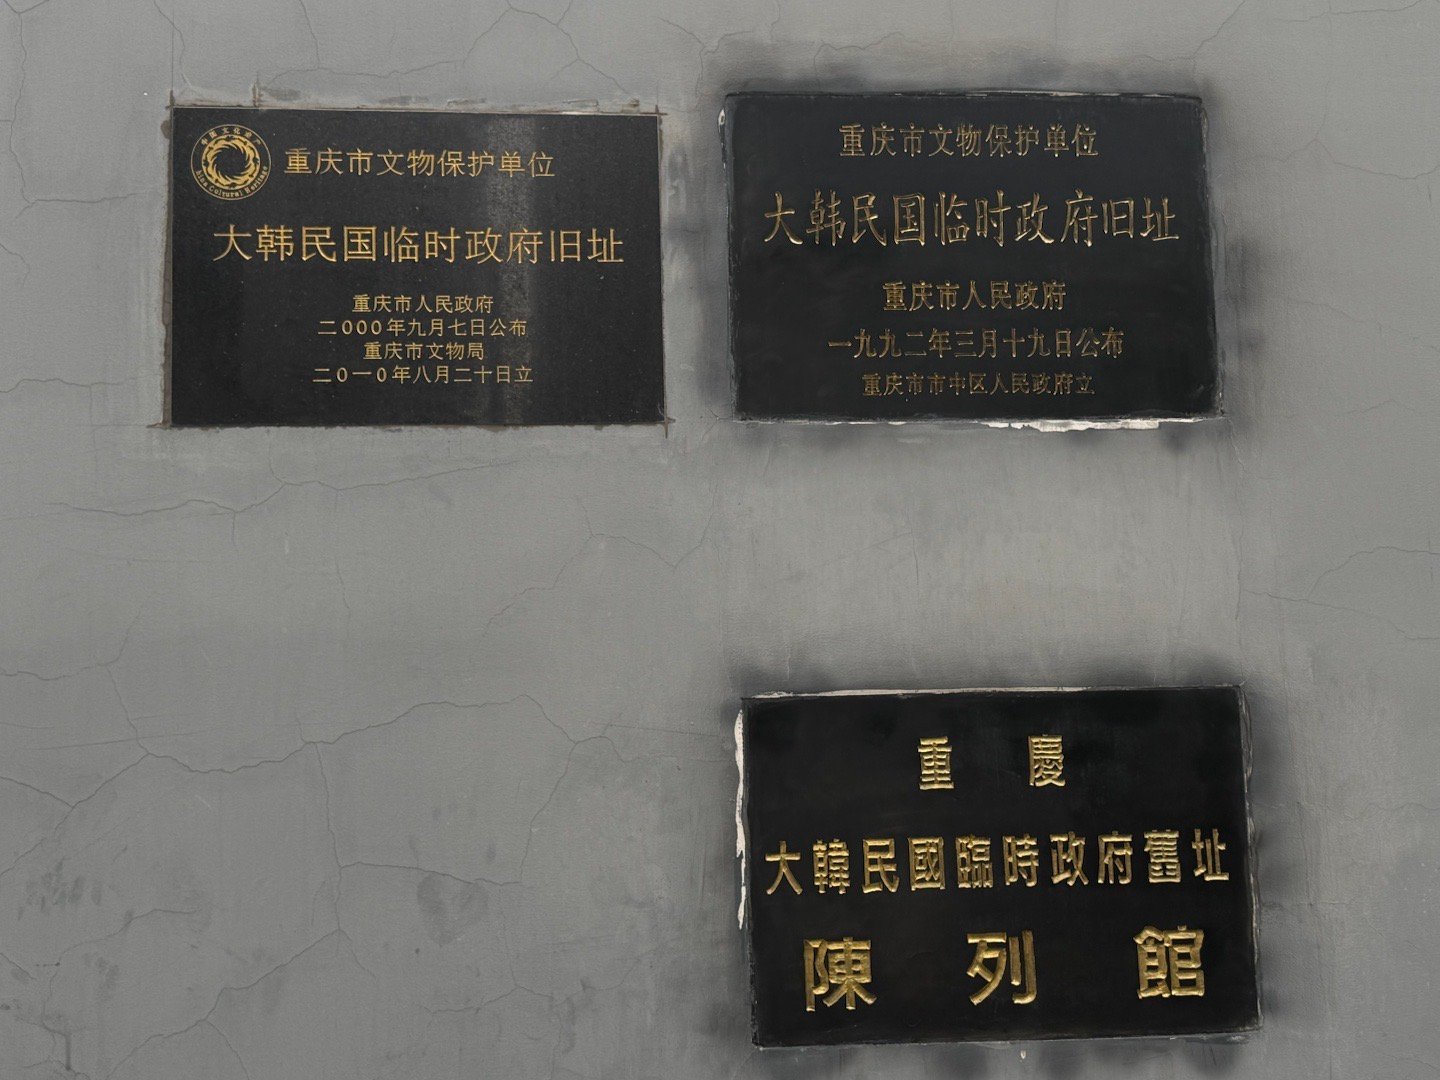 重庆市文物保护单位
大韩民国临时政府旧址
重庆市人民政府
二000年九月七日公布
重庆市文物局
二0一0年八月二十日立
重庆市文物保护单位
大韩民国临时政府旧址
重庆市人民政府
一九九二年三月十九日公布
重庆市市中区人民政府立
重慶
大韓民國臨時政府舊址
陳列館